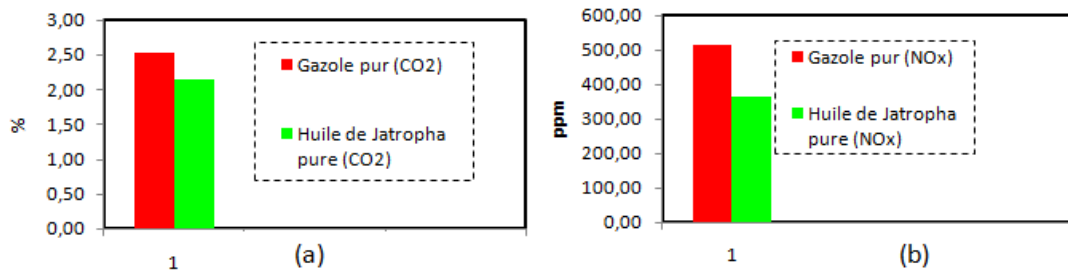 3,00
2,50
2,00
1,50
1,00
0,50
0,00
%
Gazole pur (CO2)
Huile de Jatropha
pure (CO2)
1
(a)
600,00
500,00
400,00
300,00
200,00
100,00
0,00
ppm
Gazole pur (NOx)
Huile de Jatropha
pure (NOx)
1
(b)